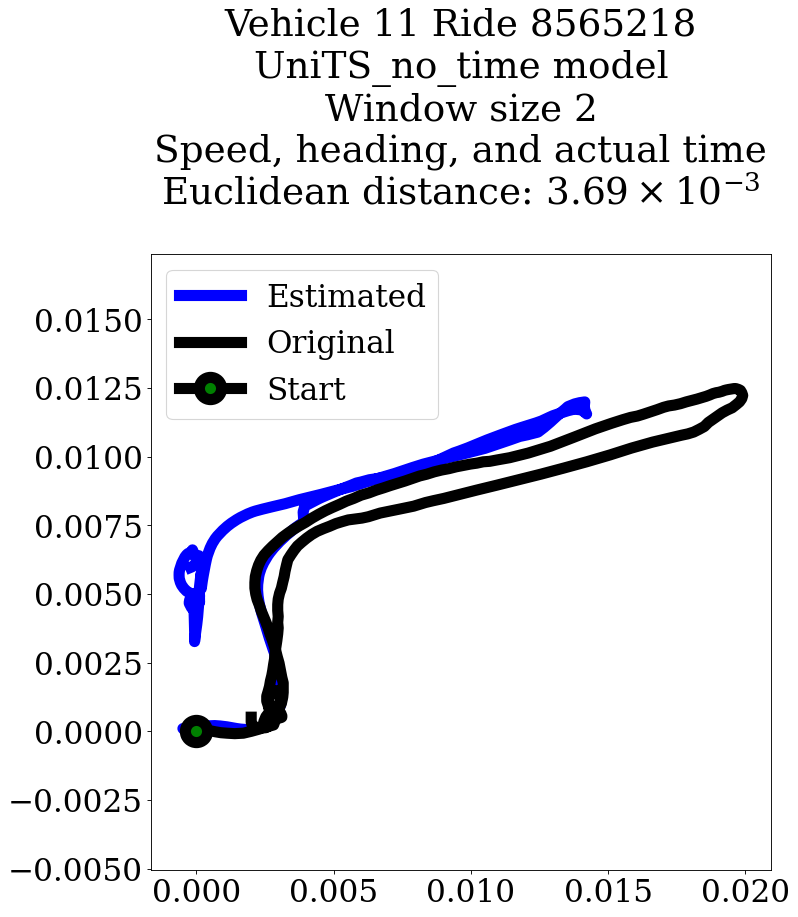 Vehicle 11 Ride 8565218
UniTS_no_time model
Window size 2
Speed, heading, and actual time
Euclidean distance: 3.69 × 10⁻³
Estimated
Original
Start
0.0150
0.0125
0.0100
0.0075
0.0050
0.0025
0.0000
−0.0025
−0.0050
0.000 0.005 0.010 0.015 0.020